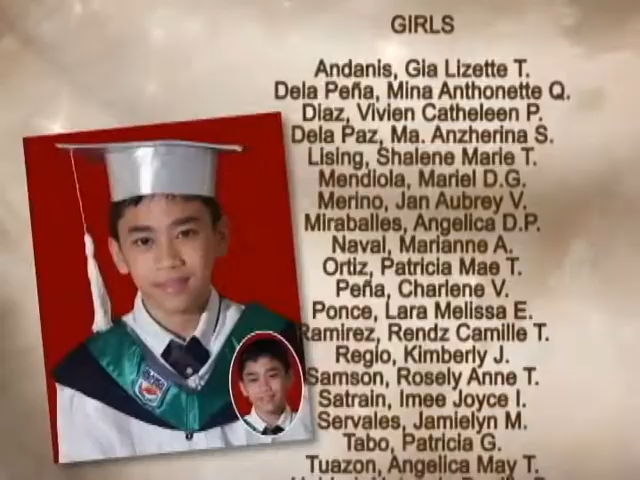 GIRLS
Andanis, Gia Lizette T.
Dela Peña, Mina Anthonette Q.
Diaz, Vivien Catheleen P.
Dela Paz, Ma. Anzherina S.
Lising, Shalene Marie T.
Mendiola, Mariel D.G.
Merino, Jan Aubrey V.
Miraballes, Angelica D.P.
Naval, Marianne A.
Ortiz, Patricia Mae T.
Peña, Charlene V.
Ponce, Lara Melissa E.
Ramirez, Rendz Camille T.
Regio, Kimberly J.
Samson, Rosely Anne T.
Satrain, Imee Joyce I.
Servales, Jamielyn M.
Tabo, Patricia G.
Tuazon, Angelica May T.